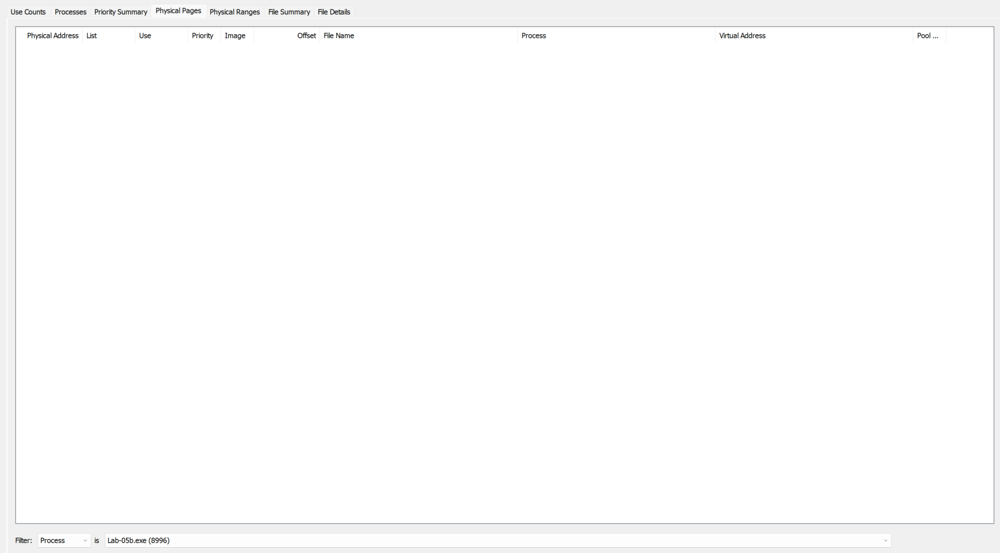 Use Counts Processes Priority Summary Physical Pages Physical Ranges File Summary File Details
Physical Address List Use Priority Image Offset File Name Process Virtual Address Pool ...
Filter: Process is Lab-05b.exe (8996)